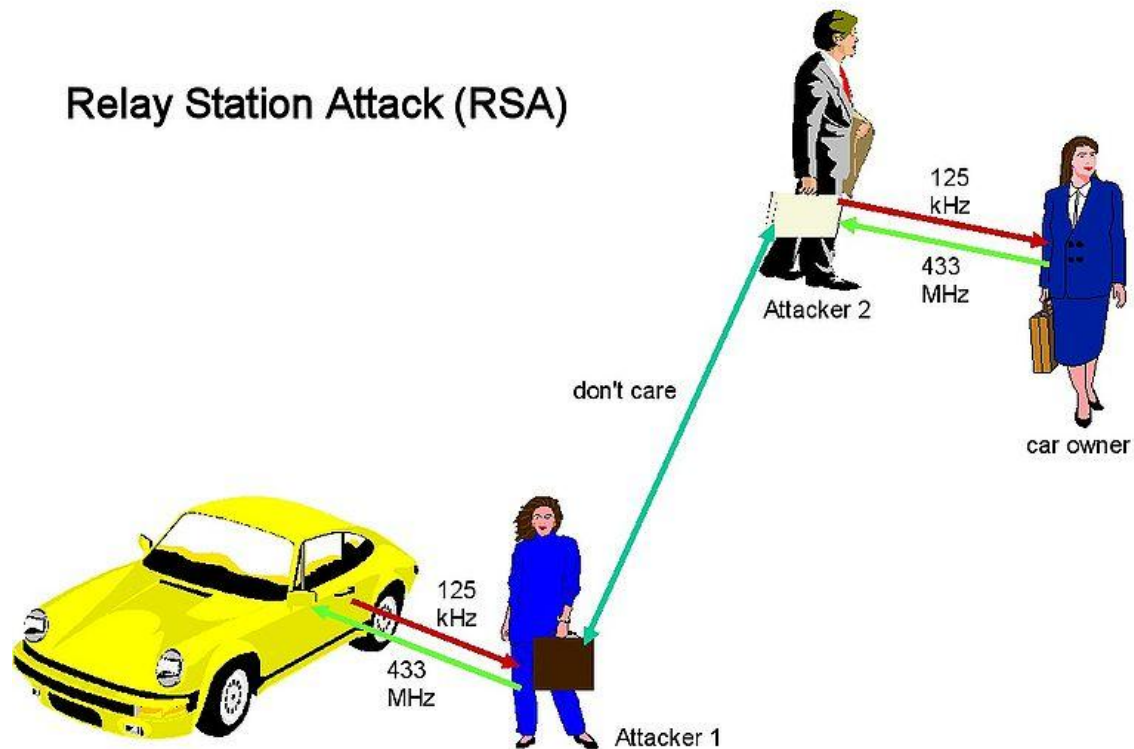 Relay Station Attack (RSA)
125
kHz
433
MHz
Attacker 2
don't care
car owner
125
kHz
433
MHz
Attacker 1